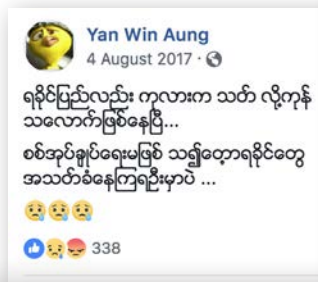 Yan Win Aung
4 August 2017 ·
ရခိုင်ပြည်လည်း ကုလားက သတ် လို့ကုန်
သလောက်ဖြစ်နေပြီ...
စစ်အုပ်ချုပ်ရေးမဖြစ် သ၍တော့ရခိုင်တွေ
အသတ်ခံနေကြရဦးမှာပဲ ...
😢😢😢
338